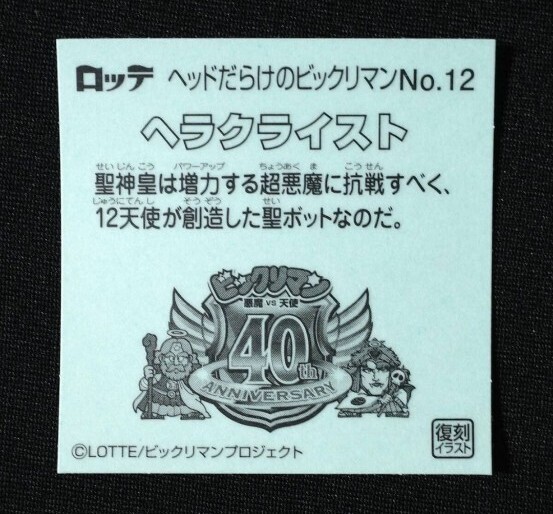 ロッテ ヘッドだらけのビックリマンNo.12
ヘラクライスト
せいじんこう パワーアップ ちょうあくま こうせん
聖神皇は増力する超悪魔に抗戦すべく、
じゅうにてんし そうぞう せい
12天使が創造した聖ボットなのだ。
ビックリマン
悪魔 VS 天使
40th
ANNIVERSARY
復刻
イラスト
©LOTTE/ビックリマンプロジェクト